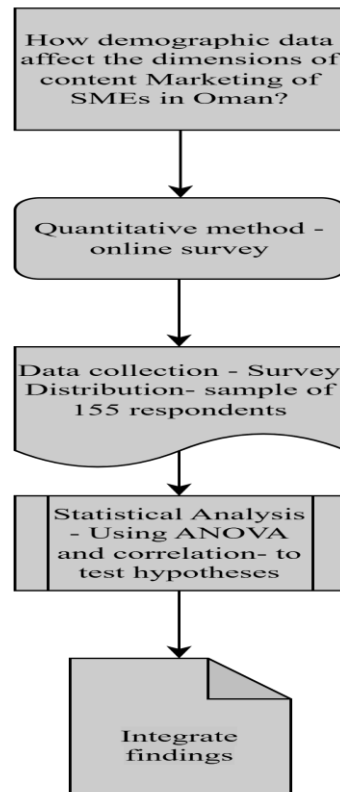 How demographic data
affect the dimensions of
content Marketing of
SMEs in Oman?
Quantitative method -
online survey
Data collection - Survey
Distribution- sample of
155 respondents
Statistical Analysis
- Using ANOVA
and correlation- to
test hypotheses
Integrate
findings